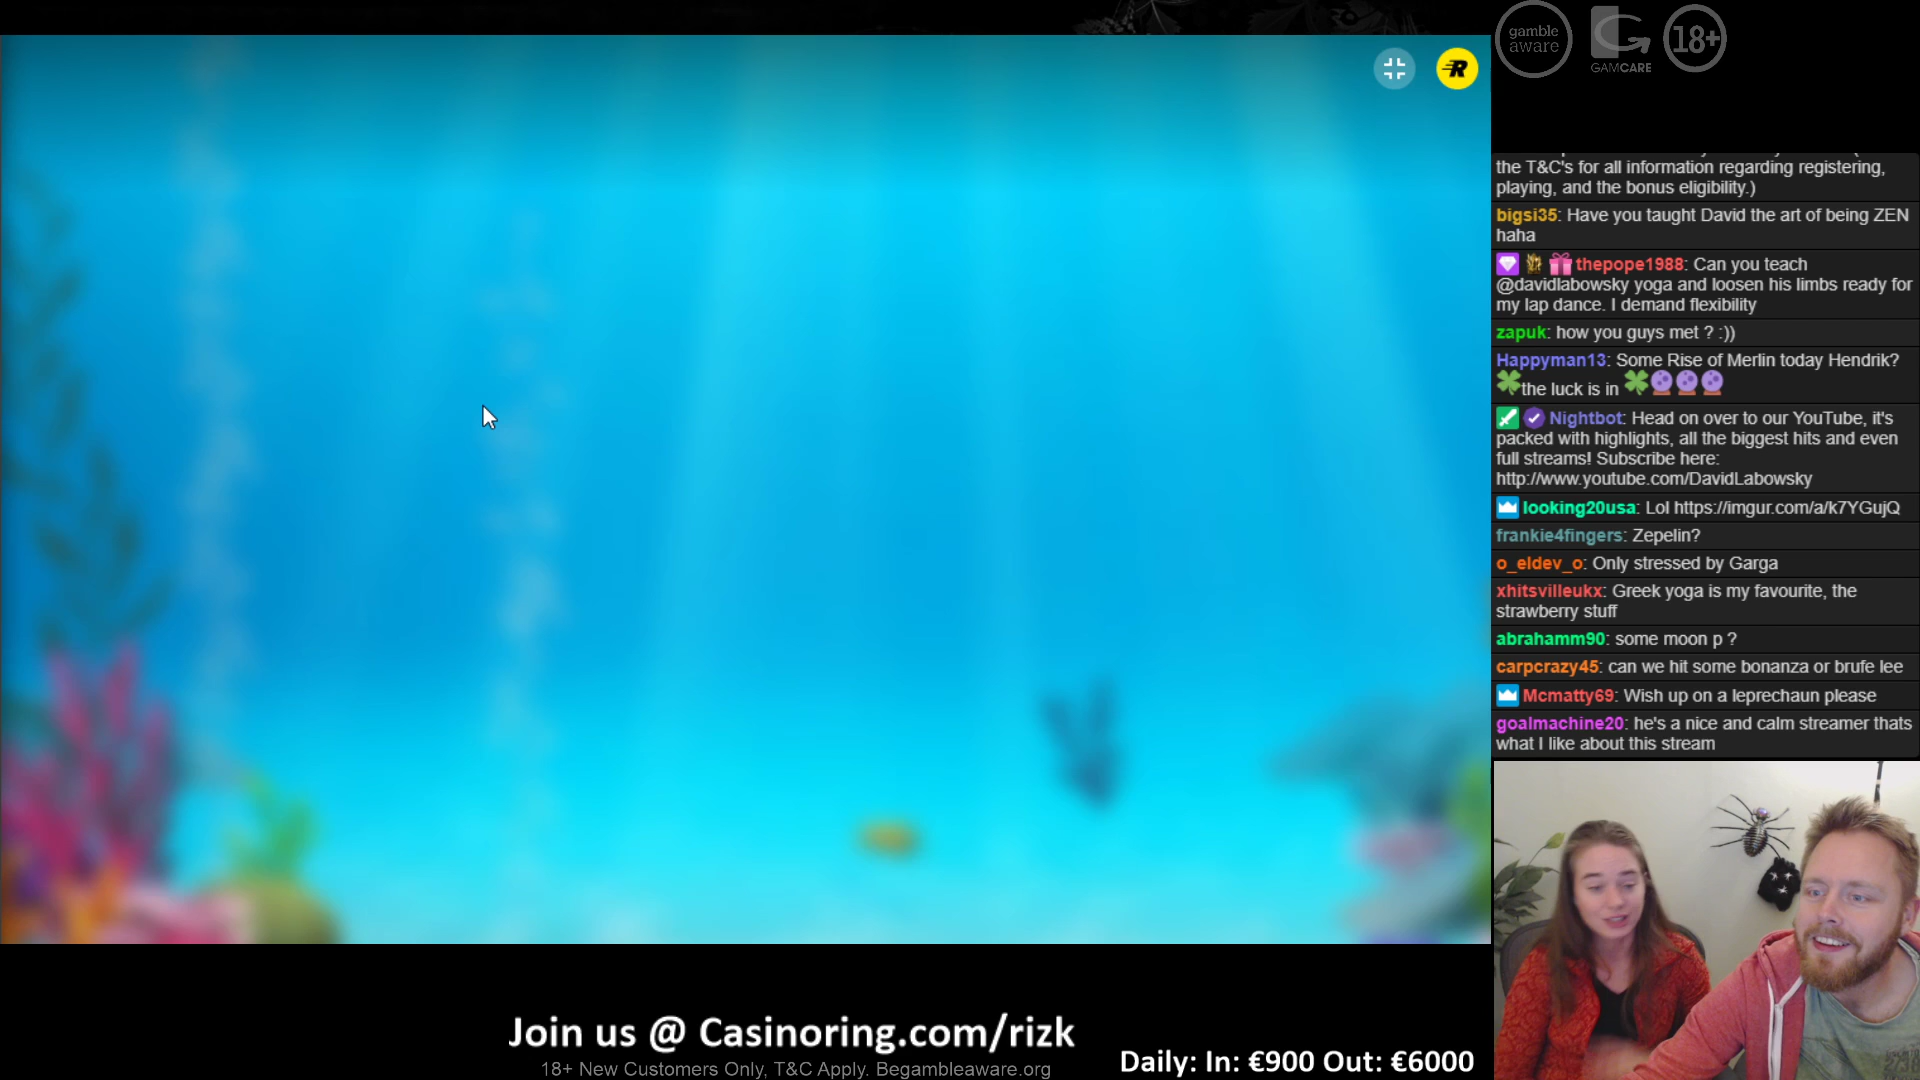 gamble
aware
GAMCARE
18+
R
the T&C's for all information regarding registering,
playing, and the bonus eligibility.)
bigsi35: Have you taught David the art of being ZEN
haha
thepope1988: Can you teach
@davidlabowsky yoga and loosen his limbs ready for
my lap dance. I demand flexibility
zapuk: how you guys met ? :))
Happyman13: Some Rise of Merlin today Hendrik?
the luck is in
Nightbot: Head on over to our YouTube, it's
packed with highlights, all the biggest hits and even
full streams! Subscribe here:
http://www.youtube.com/DavidLabowsky
looking20usa: Lol https://imgur.com/a/k7YGujQ
frankie4fingers: Zepelin?
o_eldev_o: Only stressed by Garga
xhitsvilleukx: Greek yoga is my favourite, the
strawberry stuff
abrahamm90: some moon p ?
carpcrazy45: can we hit some bonanza or brufe lee
Mcmatty69: Wish up on a leprechaun please
goalmachine20: he's a nice and calm streamer thats
what I like about this stream
Join us @ Casinoring.com/rizk
18+ New Customers Only, T&C Apply. Begambleaware.org
Daily: In: €900 Out: €6000